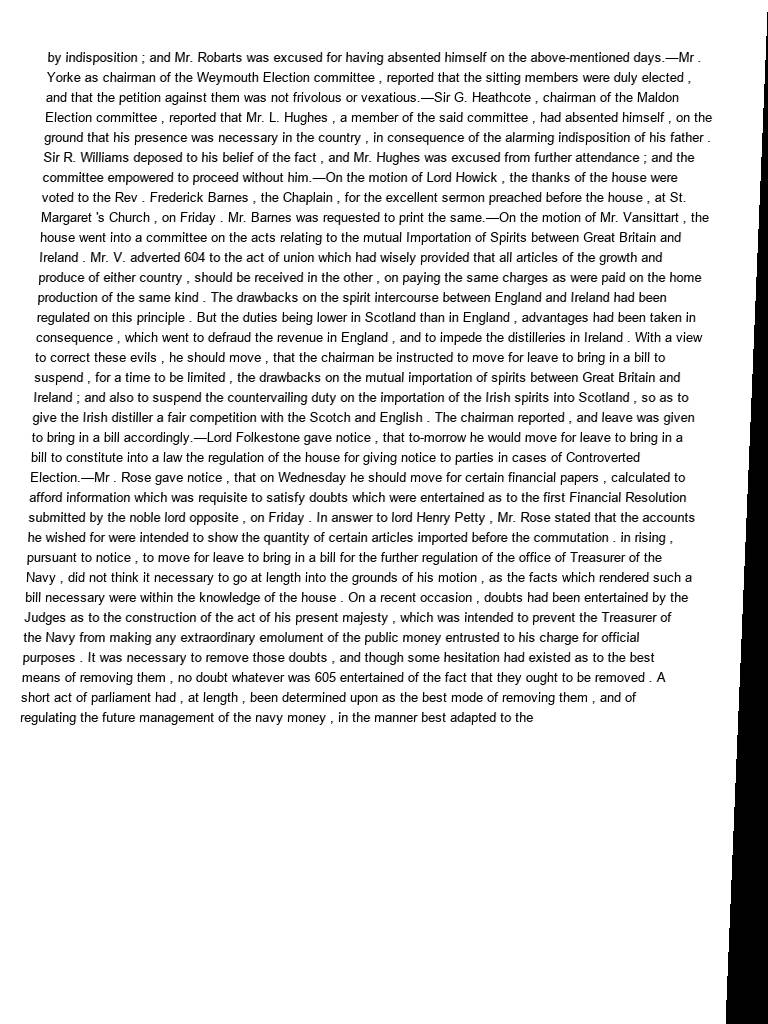 by indisposition ; and Mr. Robarts was excused for having absented himself on the above-mentioned days.—Mr .
Yorke as chairman of the Weymouth Election committee , reported that the sitting members were duly elected ,
and that the petition against them was not frivolous or vexatious.—Sir G. Heathcote , chairman of the Maldon
Election committee , reported that Mr. L. Hughes , a member of the said committee , had absented himself , on the
ground that his presence was necessary in the country , in consequence of the alarming indisposition of his father .
Sir R. Williams deposed to his belief of the fact , and Mr. Hughes was excused from further attendance ; and the
committee empowered to proceed without him.—On the motion of Lord Howick , the thanks of the house were
voted to the Rev . Frederick Barnes , the Chaplain , for the excellent sermon preached before the house , at St.
Margaret 's Church , on Friday . Mr. Barnes was requested to print the same.—On the motion of Mr. Vansittart , the
house went into a committee on the acts relating to the mutual Importation of Spirits between Great Britain and
Ireland . Mr. V. adverted 604 to the act of union which had wisely provided that all articles of the growth and
produce of either country , should be received in the other , on paying the same charges as were paid on the home
production of the same kind . The drawbacks on the spirit intercourse between England and Ireland had been
regulated on this principle . But the duties being lower in Scotland than in England , advantages had been taken in
consequence , which went to defraud the revenue in England , and to impede the distilleries in Ireland . With a view
to correct these evils , he should move , that the chairman be instructed to move for leave to bring in a bill to
suspend , for a time to be limited , the drawbacks on the mutual importation of spirits between Great Britain and
Ireland ; and also to suspend the countervailing duty on the importation of the Irish spirits into Scotland , so as to
give the Irish distiller a fair competition with the Scotch and English . The chairman reported , and leave was given
to bring in a bill accordingly.—Lord Folkestone gave notice , that to-morrow he would move for leave to bring in a
bill to constitute into a law the regulation of the house for giving notice to parties in cases of Controverted
Election.—Mr . Rose gave notice , that on Wednesday he should move for certain financial papers , calculated to
afford information which was requisite to satisfy doubts which were entertained as to the first Financial Resolution
submitted by the noble lord opposite , on Friday . In answer to lord Henry Petty , Mr. Rose stated that the accounts
he wished for were intended to show the quantity of certain articles imported before the commutation . in rising ,
pursuant to notice , to move for leave to bring in a bill for the further regulation of the office of Treasurer of the
Navy , did not think it necessary to go at length into the grounds of his motion , as the facts which rendered such a
bill necessary were within the knowledge of the house . On a recent occasion , doubts had been entertained by the
Judges as to the construction of the act of his present majesty , which was intended to prevent the Treasurer of
the Navy from making any extraordinary emolument of the public money entrusted to his charge for official
purposes . It was necessary to remove those doubts , and though some hesitation had existed as to the best
means of removing them , no doubt whatever was 605 entertained of the fact that they ought to be removed . A
short act of parliament had , at length , been determined upon as the best mode of removing them , and of
regulating the future management of the navy money , in the manner best adapted to the